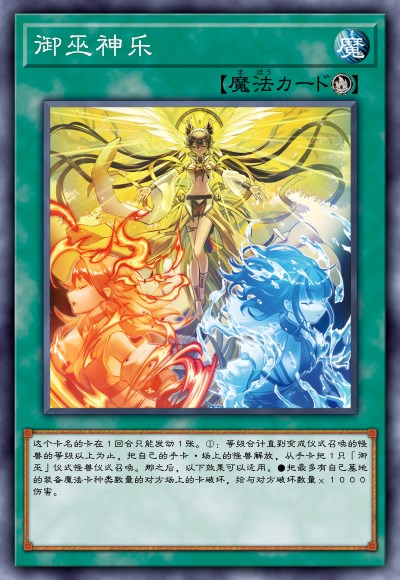 御巫神乐
魔
【魔法カード】
まほう
这个卡名的卡在1回合只能发动1张。①：等级合计直到变成仪式召唤的怪
兽的等级以上为止，把自己的手卡·场上的怪兽解放，从手卡把1只「御
巫」仪式怪兽仪式召唤。那之后，以下效果可以适用。●把最多有自己墓地
的装备魔法卡种类数量的对方场上的卡破坏，给与对方破坏数量×1000
伤害。